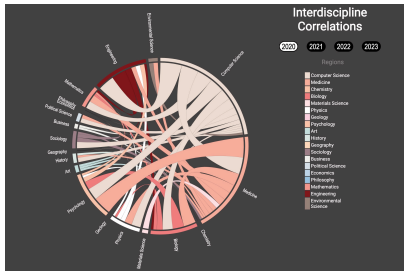 Interdiscipline
Correlations
2020
2021
2022
2023
Regions
Computer Science
Medicine
Chemistry
Biology
Materials Science
Physics
Geology
Psychology
Art
History
Geography
Sociology
Business
Political Science
Economics
Philosophy
Mathematics
Engineering
Environmental
Science
Environmental Science
Computer Science
Engineering
Mathematics
Philosophy
Economics
Political Science
Business
Sociology
Geography
History
Art
Psychology
Geology
Physics
Materials Science
Biology
Chemistry
Medicine